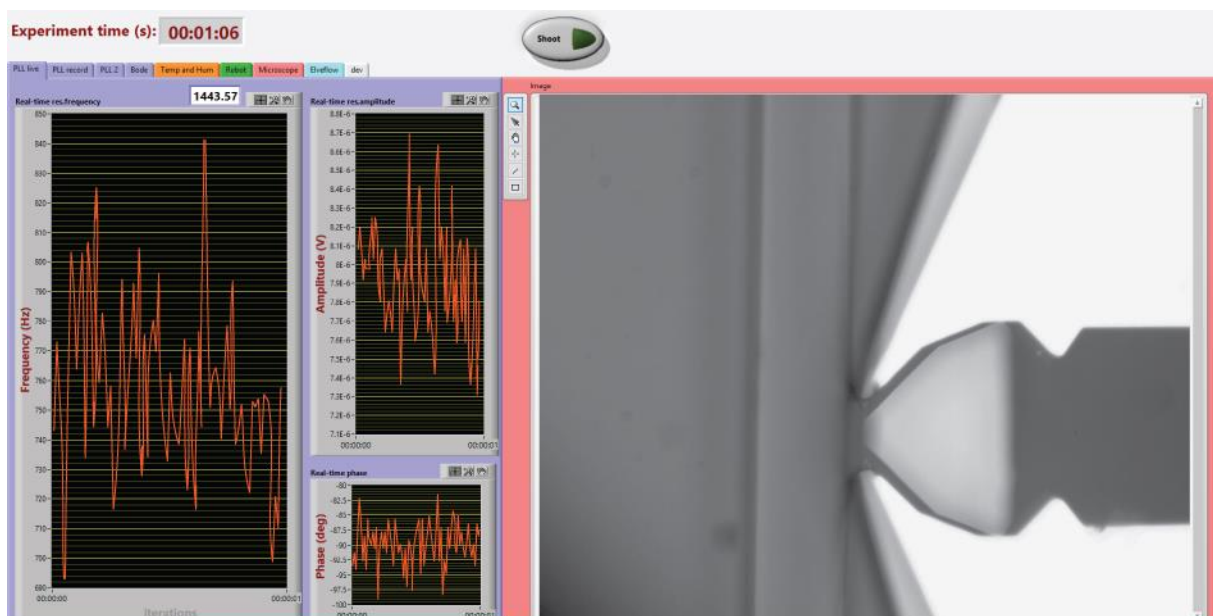 Experiment time (s): 00:01:06
Shoot
PLL live PLL record PLL 2 Bode Temp and Hum Robot Microscope Elveflow dev
Image
Real-time res.frequency 1443.57
850
840
830
820
810
800
790
780
770
760
750
740
730
720
710
700
690
Frequency (Hz)
00:00:00 00:00:01
Iterations
Real-time res.amplitude
8.8E-6
8.7E-6
8.6E-6
8.5E-6
8.4E-6
8.3E-6
8.2E-6
8.1E-6
8E-6
7.9E-6
7.8E-6
7.7E-6
7.6E-6
7.5E-6
7.4E-6
7.3E-6
7.2E-6
7.1E-6
Amplitude (V)
00:00:00 00:00:01
Real-time phase
-80
-82.5
-85
-87.5
-90
-92.5
-95
-97.5
-100
Phase (deg)
00:00:00 00:00:01